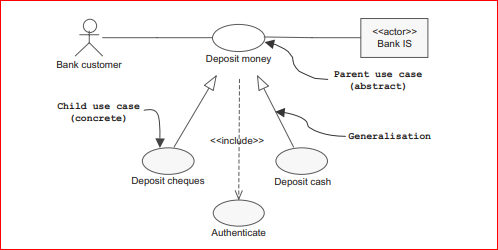 <<actor>>
Bank IS
Bank customer
Deposit money
Parent use case
(abstract)
Child use case
(concrete)
<<include>>
Generalisation
Deposit cheques
Deposit cash
Authenticate